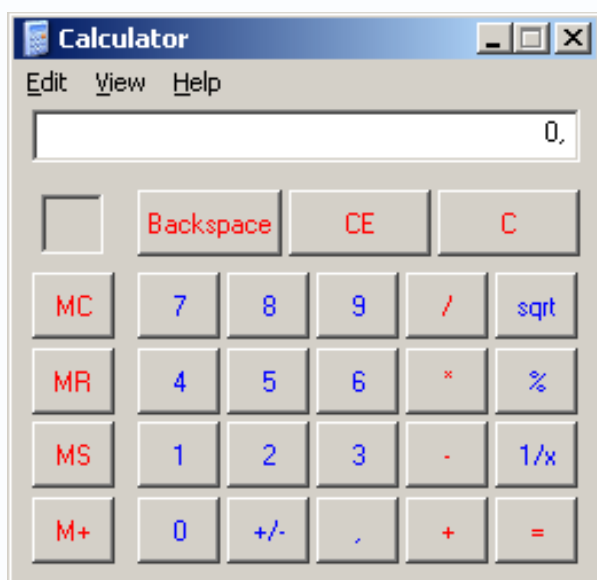 Calculator
Edit View Help
0,
Backspace CE C
MC 7 8 9 / sqrt
MR 4 5 6 * %
MS 1 2 3 - 1/x
M+ 0 +/- , + =